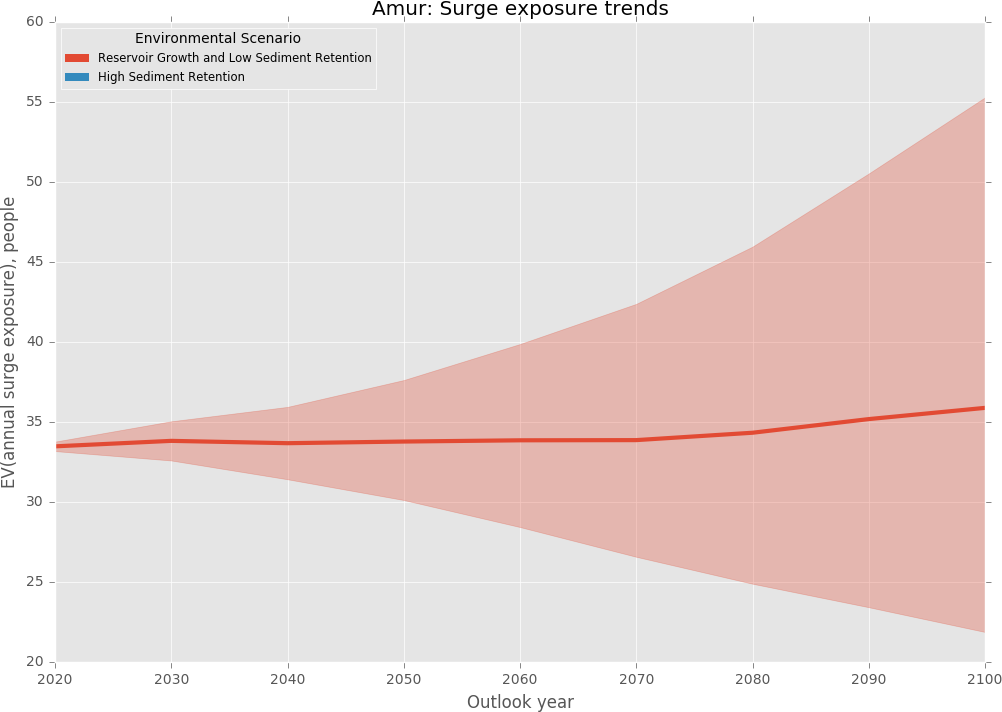 Amur: Surge exposure trends
60
Environmental Scenario
Reservoir Growth and Low Sediment Retention
High Sediment Retention
55
50
45
40
35
30
25
20
EV(annual surge exposure), people
2020 2030 2040 2050 2060 2070 2080 2090 2100
Outlook year